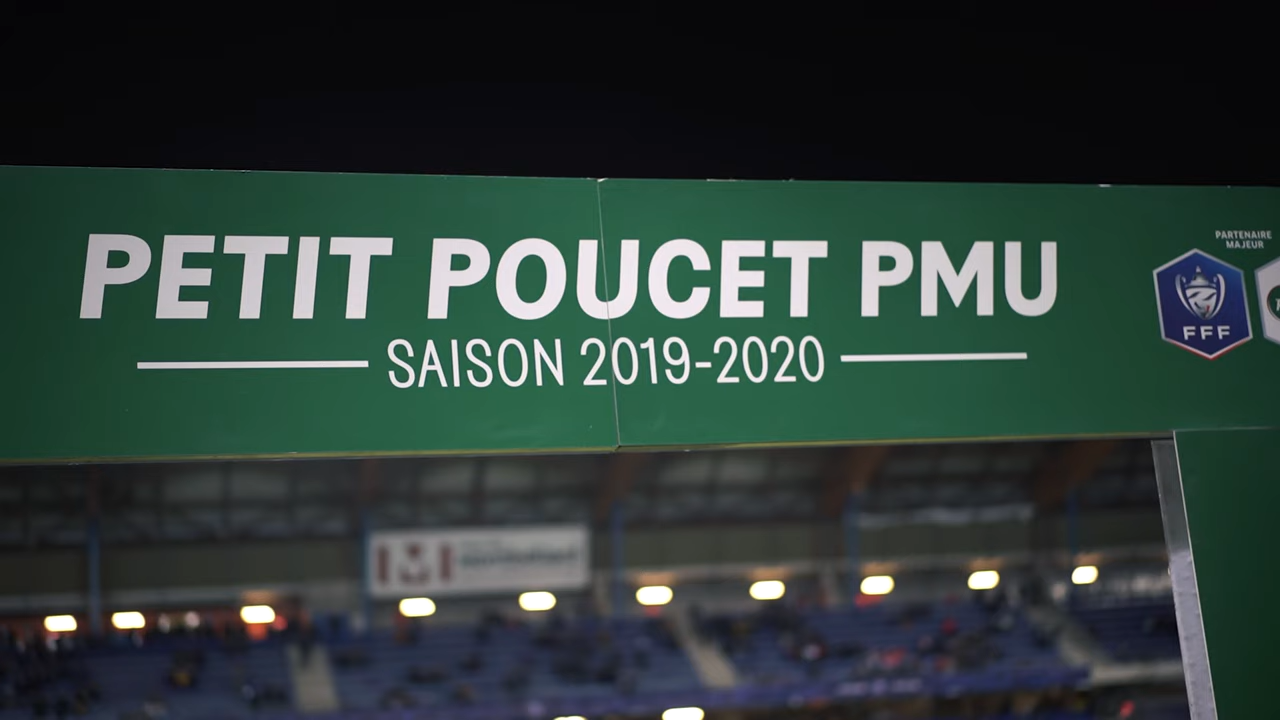 PETIT POUCET PMU
SAISON 2019-2020
PARTENAIRE
MAJEUR
FFF